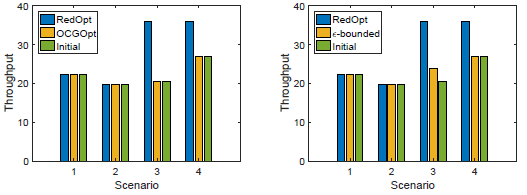 40
30
20
10
0
Throughput
RedOpt
OCGOpt
Initial
1 2 3 4
Scenario
40
30
20
10
0
Throughput
RedOpt
ϵ-bounded
Initial
1 2 3 4
Scenario